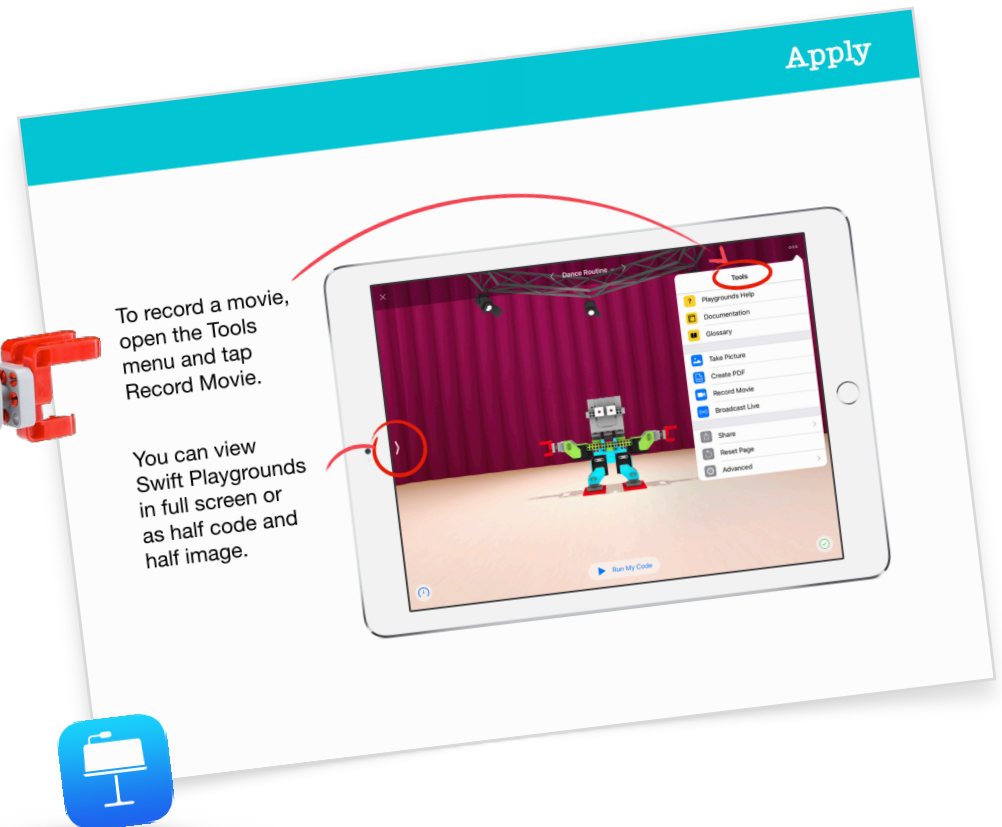 Apply
To record a movie,
open the Tools
menu and tap
Record Movie.
You can view
Swift Playgrounds
in full screen or
as half code and
half image.
Dance Routine
Tools
Playgrounds Help
Documentation
Glossary
Take Picture
Create PDF
Record Movie
Broadcast Live
Share
Reset Page
Advanced
Run My Code